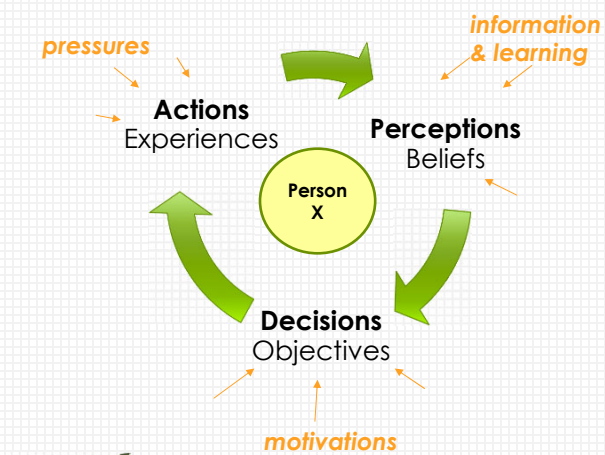 information
& learning
pressures
Actions
Experiences
Perceptions
Beliefs
Person
X
Decisions
Objectives
motivations